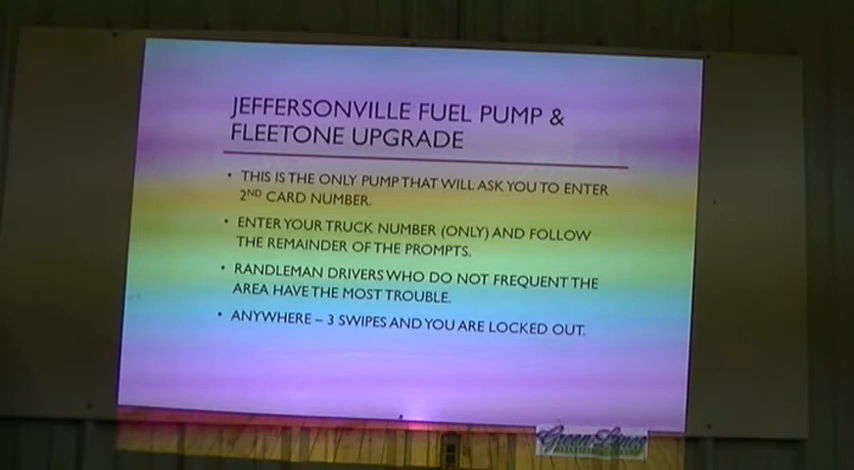 JEFFERSONVILLE FUEL PUMP &
FLEETONE UPGRADE
• THIS IS THE ONLY PUMP THAT WILL ASK YOU TO ENTER
2ND CARD NUMBER.
• ENTER YOUR TRUCK NUMBER (ONLY) AND FOLLOW
THE REMAINDER OF THE PROMPTS.
• RANDLEMAN DRIVERS WHO DO NOT FREQUENT THE
AREA HAVE THE MOST TROUBLE.
• ANYWHERE – 3 SWIPES AND YOU ARE LOCKED OUT.
Green Lines